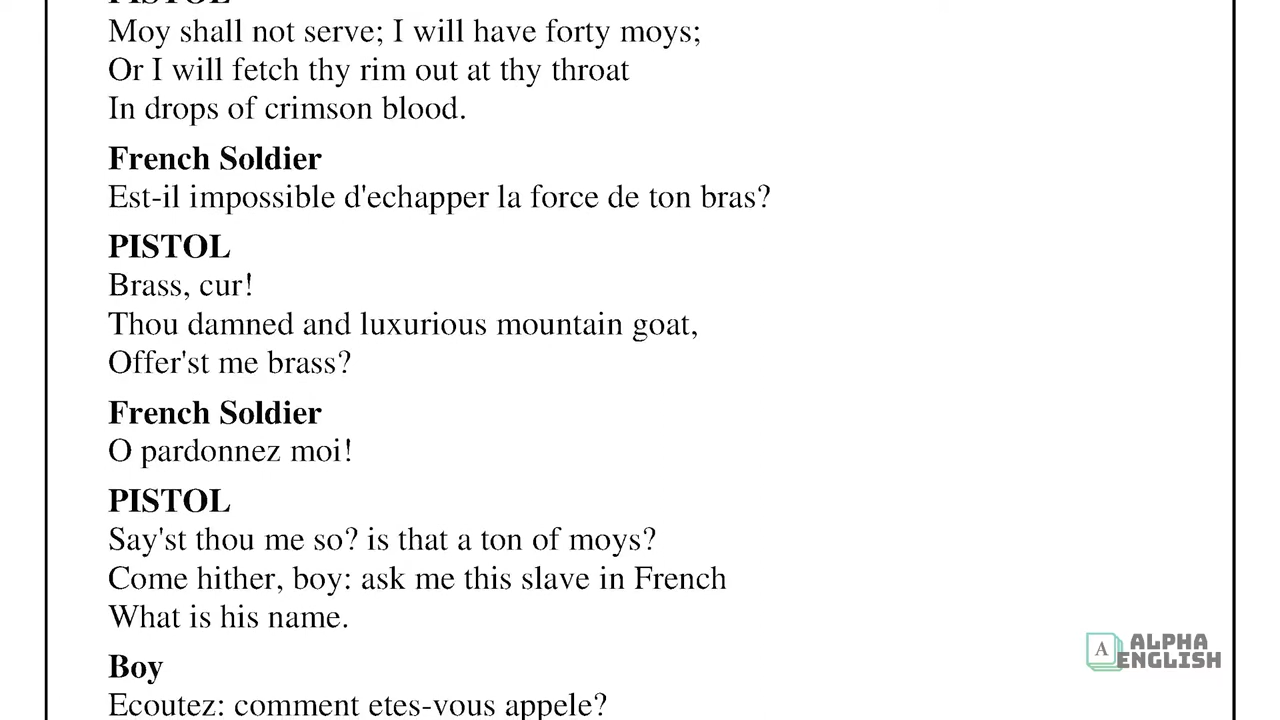 PISTOL
Moy shall not serve; I will have forty moys;
Or I will fetch thy rim out at thy throat
In drops of crimson blood.
French Soldier
Est-il impossible d'echapper la force de ton bras?
PISTOL
Brass, cur!
Thou damned and luxurious mountain goat,
Offer'st me brass?
French Soldier
O pardonnez moi!
PISTOL
Say'st thou me so? is that a ton of moys?
Come hither, boy: ask me this slave in French
What is his name.
Boy
Ecoutez: comment etes-vous appele?
A ALPHA
ENGLISH